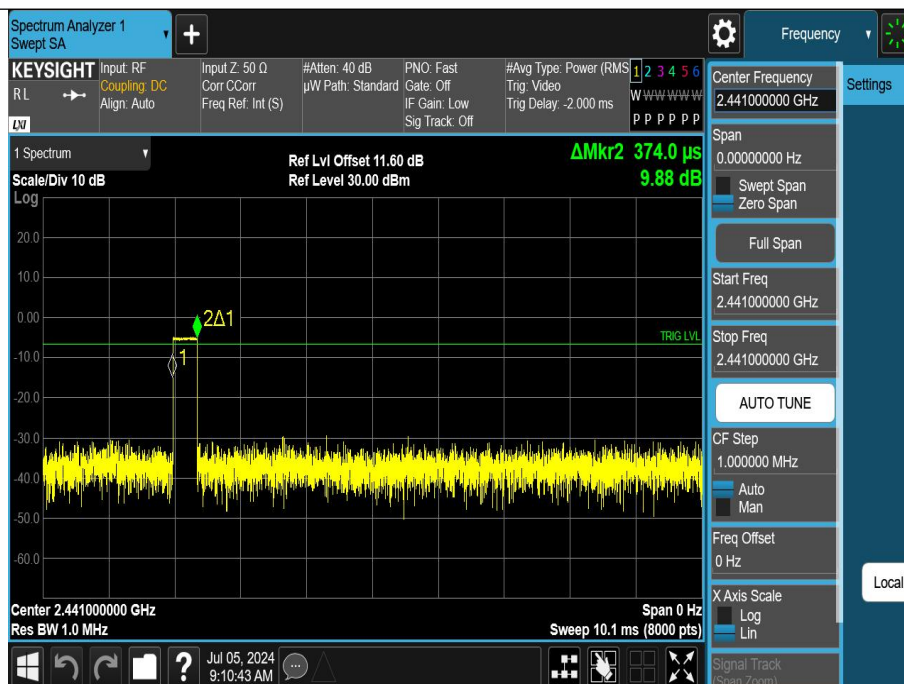 Spectrum Analyzer 1
Swept SA
Frequency
KEYSIGHT
R L
LXI
Input: RF
Coupling: DC
Align: Auto
Input Z: 50 Ω
Corr CCorr
Freq Ref: Int (S)
#Atten: 40 dB
µW Path: Standard
PNO: Fast
Gate: Off
IF Gain: Low
Sig Track: Off
#Avg Type: Power (RMS
Trig: Video
Trig Delay: -2.000 ms
1 2 3 4 5 6
W W W W W W
P P P P P P
1 Spectrum
Scale/Div 10 dB
Log
Ref Lvl Offset 11.60 dB
Ref Level 30.00 dBm
ΔMkr2 374.0 µs
9.88 dB
20.0
10.0
0.00
-10.0
-20.0
-30.0
-40.0
-50.0
-60.0
2Δ1
1
TRIG LVL
Center 2.441000000 GHz
Res BW 1.0 MHz
Span 0 Hz
Sweep 10.1 ms (8000 pts)
Center Frequency
2.441000000 GHz
Span
0.00000000 Hz
Swept Span
Zero Span
Full Span
Start Freq
2.441000000 GHz
Stop Freq
2.441000000 GHz
AUTO TUNE
CF Step
1.000000 MHz
Auto
Man
Freq Offset
0 Hz
X Axis Scale
Log
Lin
Signal Track
(Span Zoom)
Settings
Local
?
Jul 05, 2024
9:10:43 AM